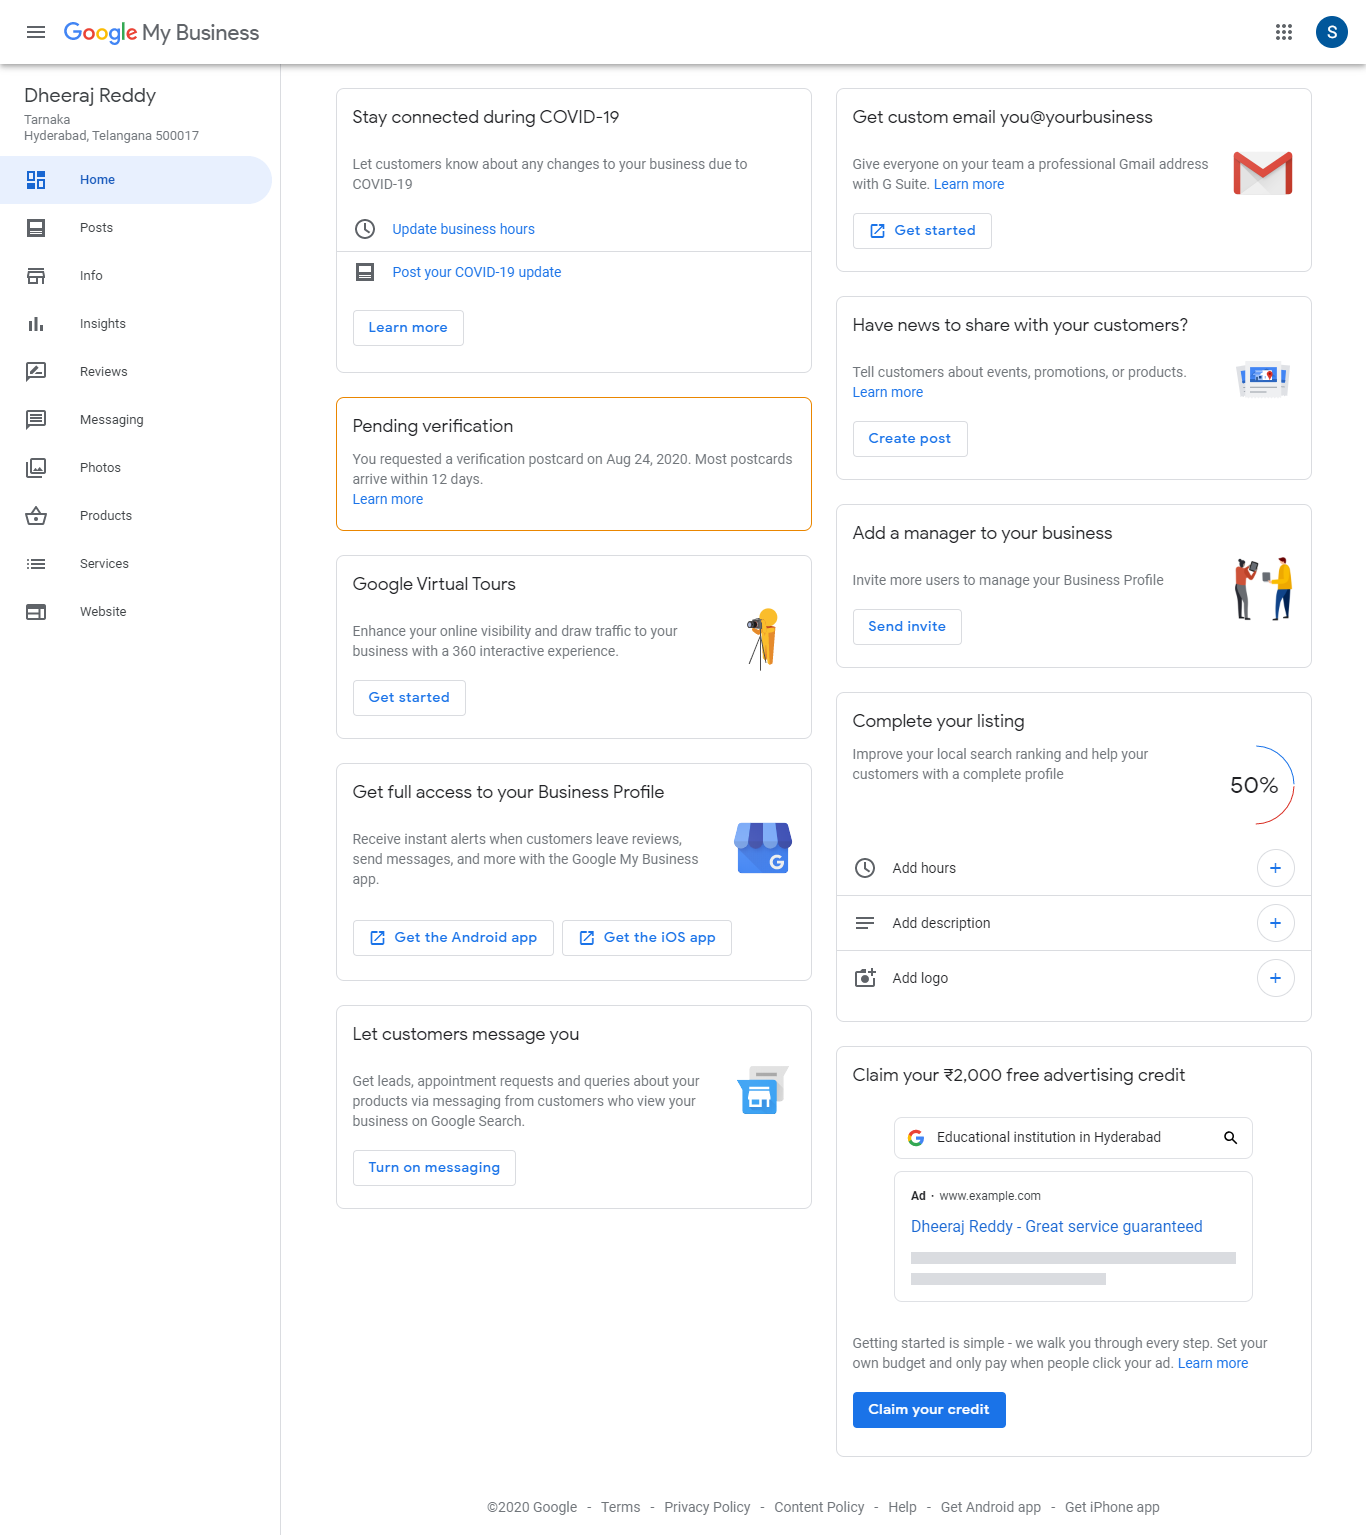 Google My Business
S
Dheeraj Reddy
Tarnaka
Hyderabad, Telangana 500017
Home
Posts
Info
Insights
Reviews
Messaging
Photos
Products
Services
Website
Stay connected during COVID-19
Let customers know about any changes to your business due to
COVID-19
Update business hours
Post your COVID-19 update
Learn more
Pending verification
You requested a verification postcard on Aug 24, 2020. Most postcards
arrive within 12 days.
Learn more
Google Virtual Tours
Enhance your online visibility and draw traffic to your
business with a 360 interactive experience.
Get started
Get full access to your Business Profile
Receive instant alerts when customers leave reviews,
send messages, and more with the Google My Business
app.
G
Get the Android app
Get the iOS app
Let customers message you
Get leads, appointment requests and queries about your
products via messaging from customers who view your
business on Google Search.
Turn on messaging
Get custom email you@yourbusiness
Give everyone on your team a professional Gmail address
with G Suite. Learn more
Get started
Have news to share with your customers?
Tell customers about events, promotions, or products.
Learn more
Create post
Add a manager to your business
Invite more users to manage your Business Profile
Send invite
Complete your listing
Improve your local search ranking and help your
customers with a complete profile
50%
Add hours
Add description
Add logo
Claim your ₹2,000 free advertising credit
G Educational institution in Hyderabad
Ad · www.example.com
Dheeraj Reddy - Great service guaranteed
Getting started is simple - we walk you through every step. Set your
own budget and only pay when people click your ad. Learn more
Claim your credit
©2020 Google - Terms - Privacy Policy - Content Policy - Help - Get Android app - Get iPhone app